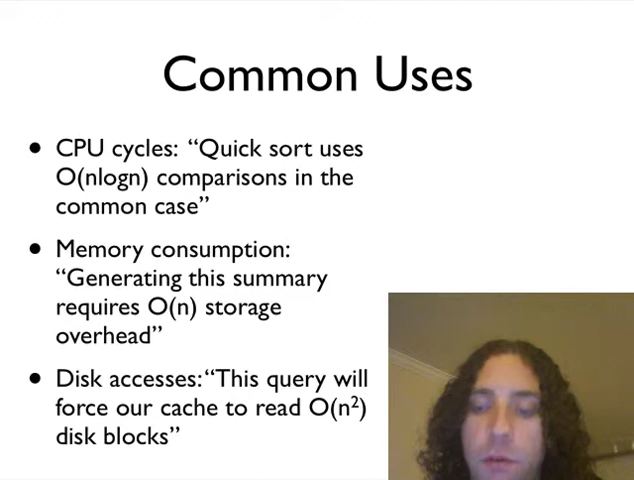 Common Uses
• CPU cycles: “Quick sort uses
O(nlogn) comparisons in the
common case”
• Memory consumption:
“Generating this summary
requires O(n) storage
overhead”
• Disk accesses: “This query will
force our cache to read O(n²)
disk blocks”